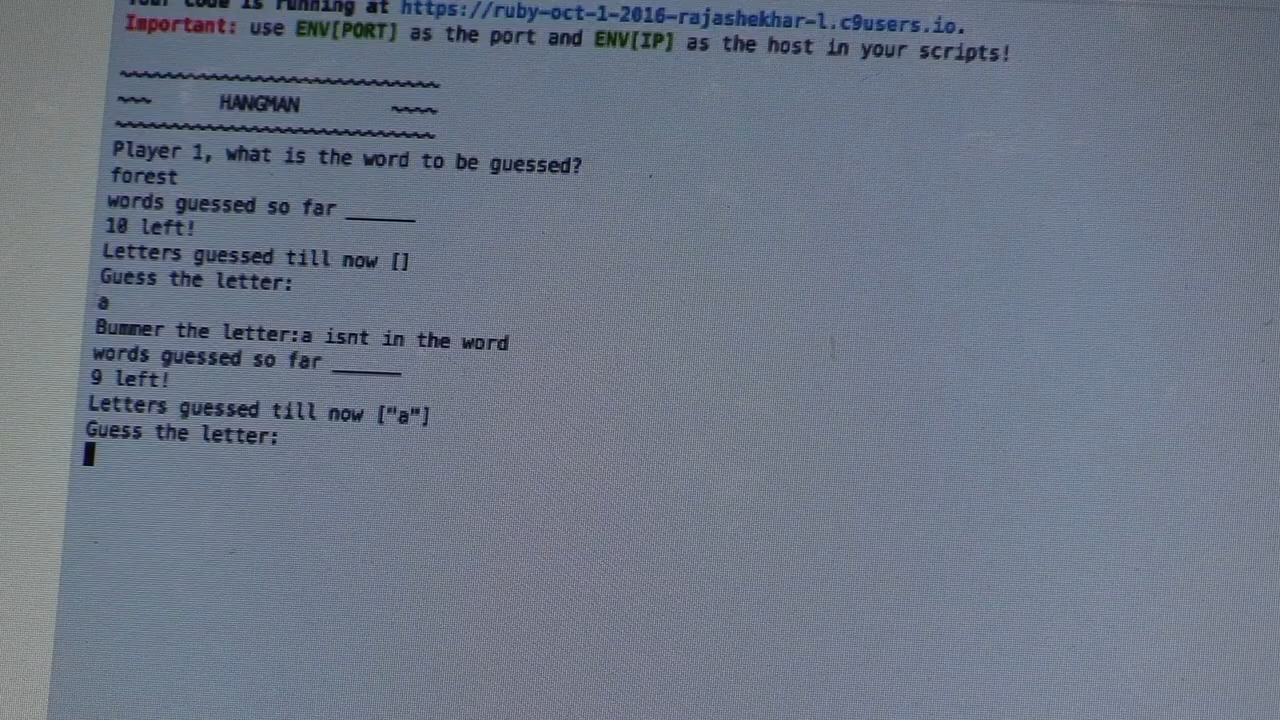 Your code is running at https://ruby-oct-1-2016-rajashekhar-l.c9users.io.
Important: use ENV[PORT] as the port and ENV[IP] as the host in your scripts!
~~~~~~~~~~~~~~~~~~~~~~~~~~~~
~~~ HANGMAN ~~~~
~~~~~~~~~~~~~~~~~~~~~~~~~~~~
Player 1, what is the word to be guessed?
forest
words guessed so far ______
10 left!
Letters guessed till now []
Guess the letter:
a
Bummer the letter:a isnt in the word
words guessed so far ______
9 left!
Letters guessed till now ["a"]
Guess the letter: